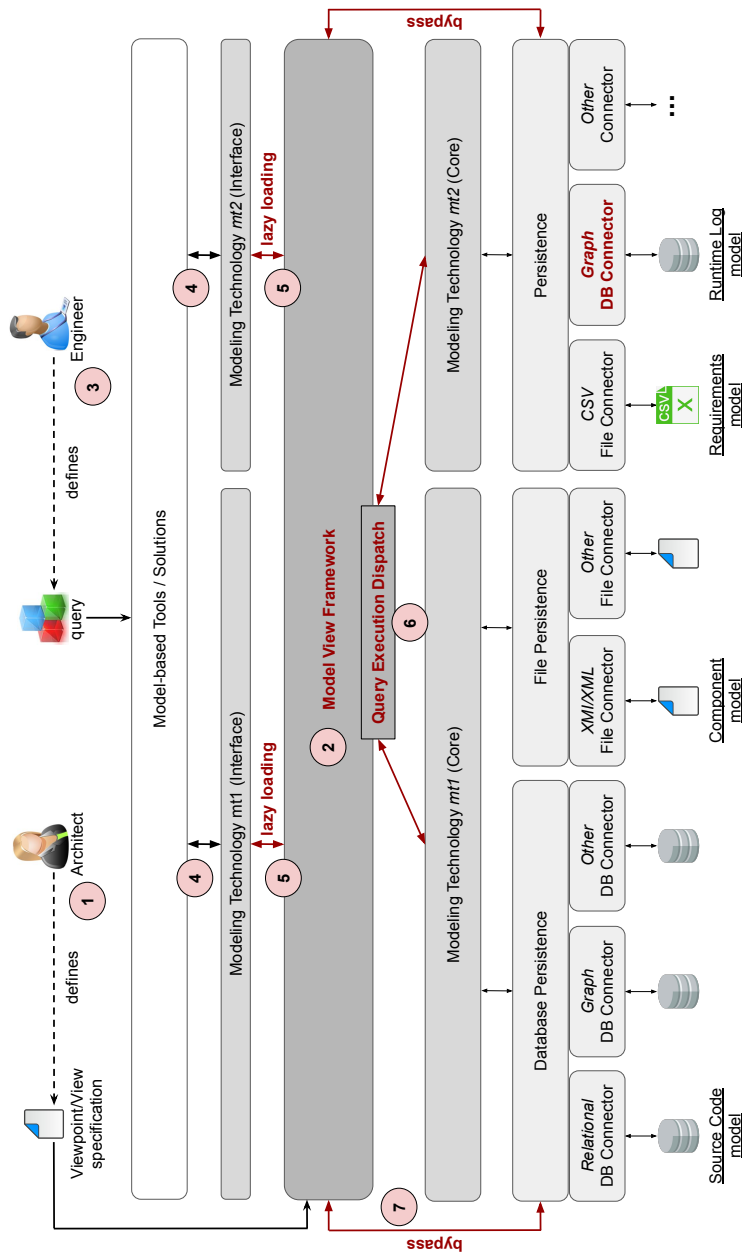 Viewpoint/View
specification
defines
Architect
1
query
defines
Engineer
3
Model-based Tools / Solutions
4
4
Modeling Technology mt1 (Interface)
Modeling Technology mt2 (Interface)
5
lazy loading
5
lazy loading
2
Model View Framework
Query Execution Dispatch
6
7
bypass
bypass
Modeling Technology mt1 (Core)
Modeling Technology mt2 (Core)
Database Persistence
File Persistence
Persistence
Relational
DB Connector
Graph
DB Connector
Other
DB Connector
XMI/XML
File Connector
Other
File Connector
CSV
File Connector
Graph
DB Connector
Other
Connector
CSV
X
...
Source Code
model
Component
model
Requirements
model
Runtime Log
model